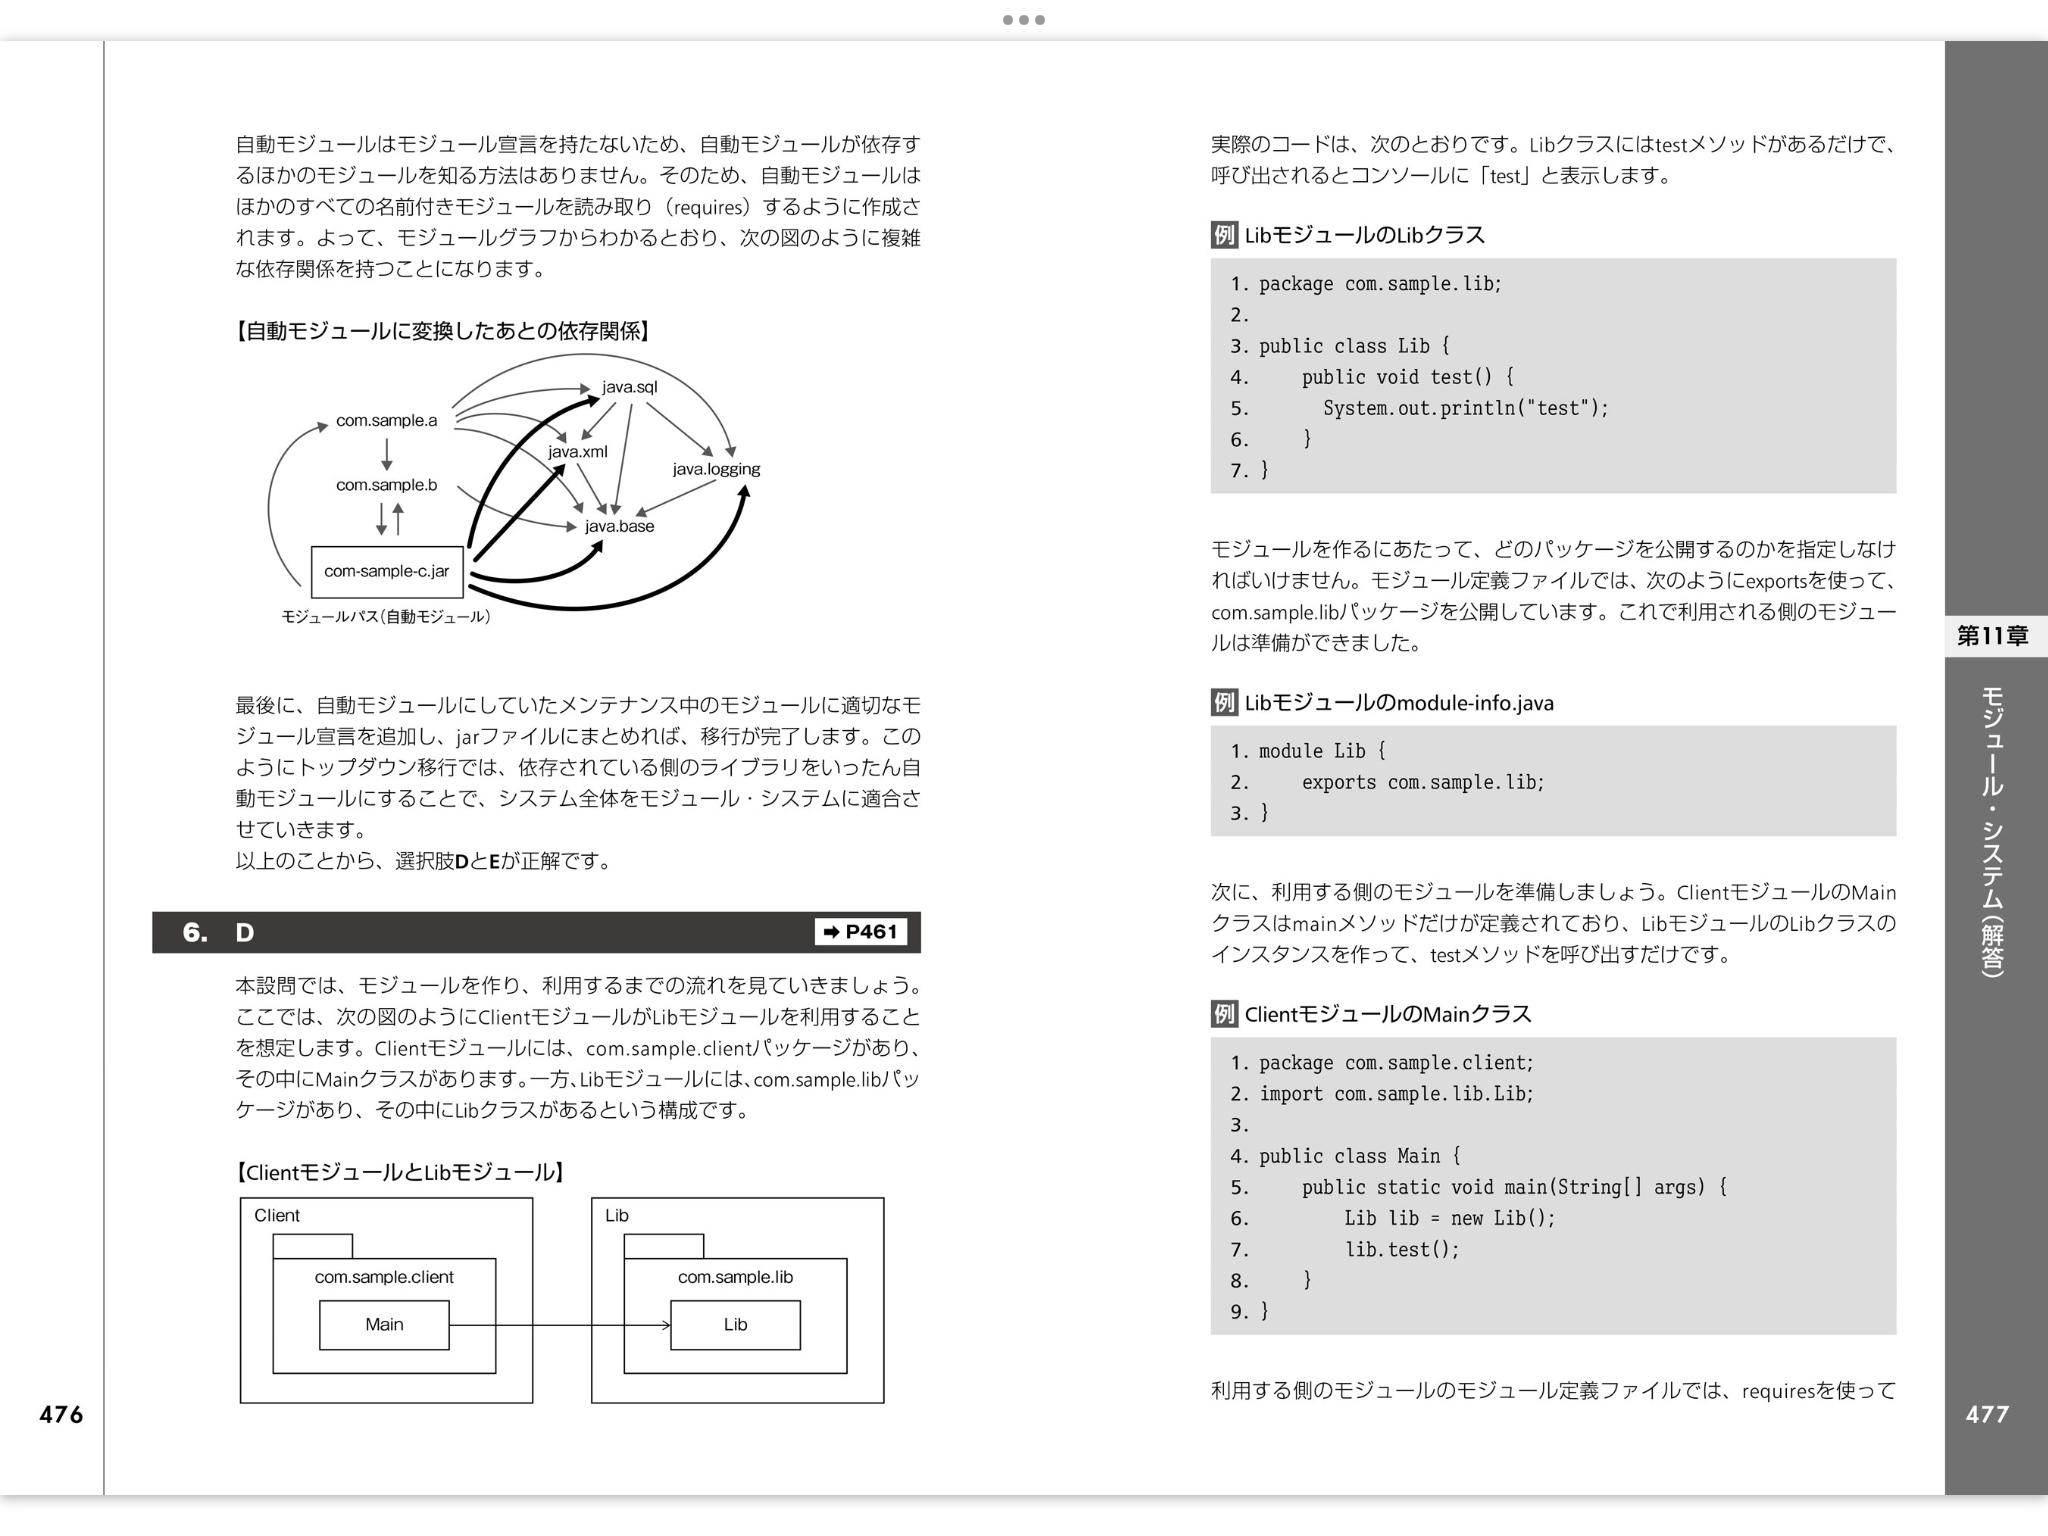 自動モジュールはモジュール宣言を持たないため、自動モジュールが依存す
るほかのモジュールを知る方法はありません。そのため、自動モジュールは
ほかのすべての名前付きモジュールを読み取り（requires）するように作成さ
れます。よって、モジュールグラフからわかるとおり、次の図のように複雑
な依存関係を持つことになります。
【自動モジュールに変換したあとの依存関係】
java.sql
com.sample.a
java.xml
java.logging
com.sample.b
java.base
com-sample-c.jar
モジュールパス（自動モジュール）
最後に、自動モジュールにしていたメンテナンス中のモジュールに適切なモ
ジュール宣言を追加し、jarファイルにまとめれば、移行が完了します。この
ようにトップダウン移行では、依存されている側のライブラリをいったん自
動モジュールにすることで、システム全体をモジュール・システムに適合さ
せていきます。
以上のことから、選択肢DとEが正解です。
6. D ➡ P461
本設問では、モジュールを作り、利用するまでの流れを見ていきましょう。
ここでは、次の図のようにClientモジュールがLibモジュールを利用すること
を想定します。Clientモジュールには、com.sample.clientパッケージがあり、
その中にMainクラスがあります。一方、Libモジュールには、com.sample.libパッ
ケージがあり、その中にLibクラスがあるという構成です。
【ClientモジュールとLibモジュール】
Client
com.sample.client
Main
Lib
com.sample.lib
Lib
476
実際のコードは、次のとおりです。Libクラスにはtestメソッドがあるだけで、
呼び出されるとコンソールに「test」と表示します。
例 LibモジュールのLibクラス
1. package com.sample.lib;
2.
3. public class Lib {
4.     public void test() {
5.       System.out.println("test");
6.     }
7. }
モジュールを作るにあたって、どのパッケージを公開するのかを指定しなけ
ればいけません。モジュール定義ファイルでは、次のようにexportsを使って、
com.sample.libパッケージを公開しています。これで利用される側のモジュー
ルは準備ができました。
例 Libモジュールのmodule-info.java
1. module Lib {
2.     exports com.sample.lib;
3. }
次に、利用する側のモジュールを準備しましょう。ClientモジュールのMain
クラスはmainメソッドだけが定義されており、LibモジュールのLibクラスの
インスタンスを作って、testメソッドを呼び出すだけです。
例 ClientモジュールのMainクラス
1. package com.sample.client;
2. import com.sample.lib.Lib;
3.
4. public class Main {
5.     public static void main(String[] args) {
6.         Lib lib = new Lib();
7.         lib.test();
8.     }
9. }
利用する側のモジュールのモジュール定義ファイルでは、requiresを使って
第11章
モジュール・システム（解答）
477